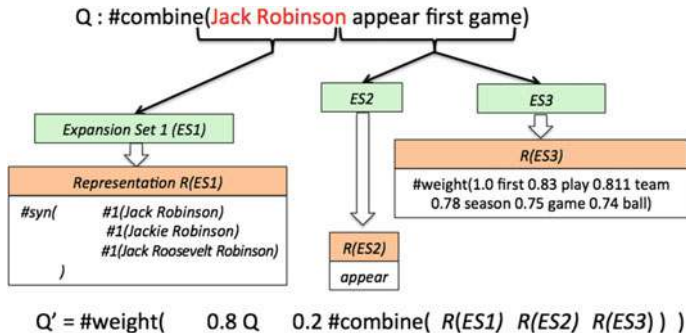 Q : #combine(Jack Robinson appear first game)
ES2
ES3
Expansion Set 1 (ES1)
R(ES3)
#weight(1.0 first 0.83 play 0.811 team
0.78 season 0.75 game 0.74 ball)
Representation R(ES1)
#syn( #1(Jack Robinson)
#1(Jackie Robinson)
#1(Jack Roosevelt Robinson)
)
R(ES2)
appear
Q' = #weight( 0.8 Q 0.2 #combine( R(ES1) R(ES2) R(ES3) ) )